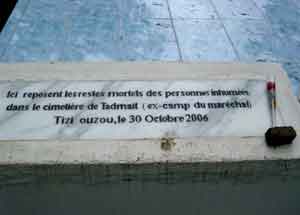 Ici reposent les restes mortels des personnes inhumées
dans le cimetière de Tadmait ( ex-camp du maréchal)
Tizi ouzou, le 30 Octobre 2006